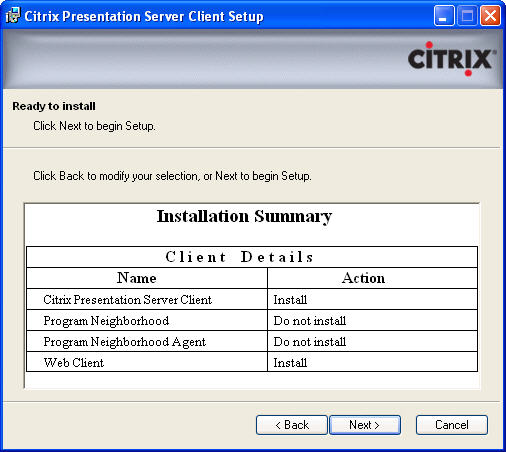 Citrix Presentation Server Client Setup
CITRIX
Ready to install
Click Next to begin Setup.
Click Back to modify your selection, or Next to begin Setup.
Installation Summary
Client Details
Name Action
Citrix Presentation Server Client Install
Program Neighborhood Do not install
Program Neighborhood Agent Do not install
Web Client Install
< Back Next > Cancel